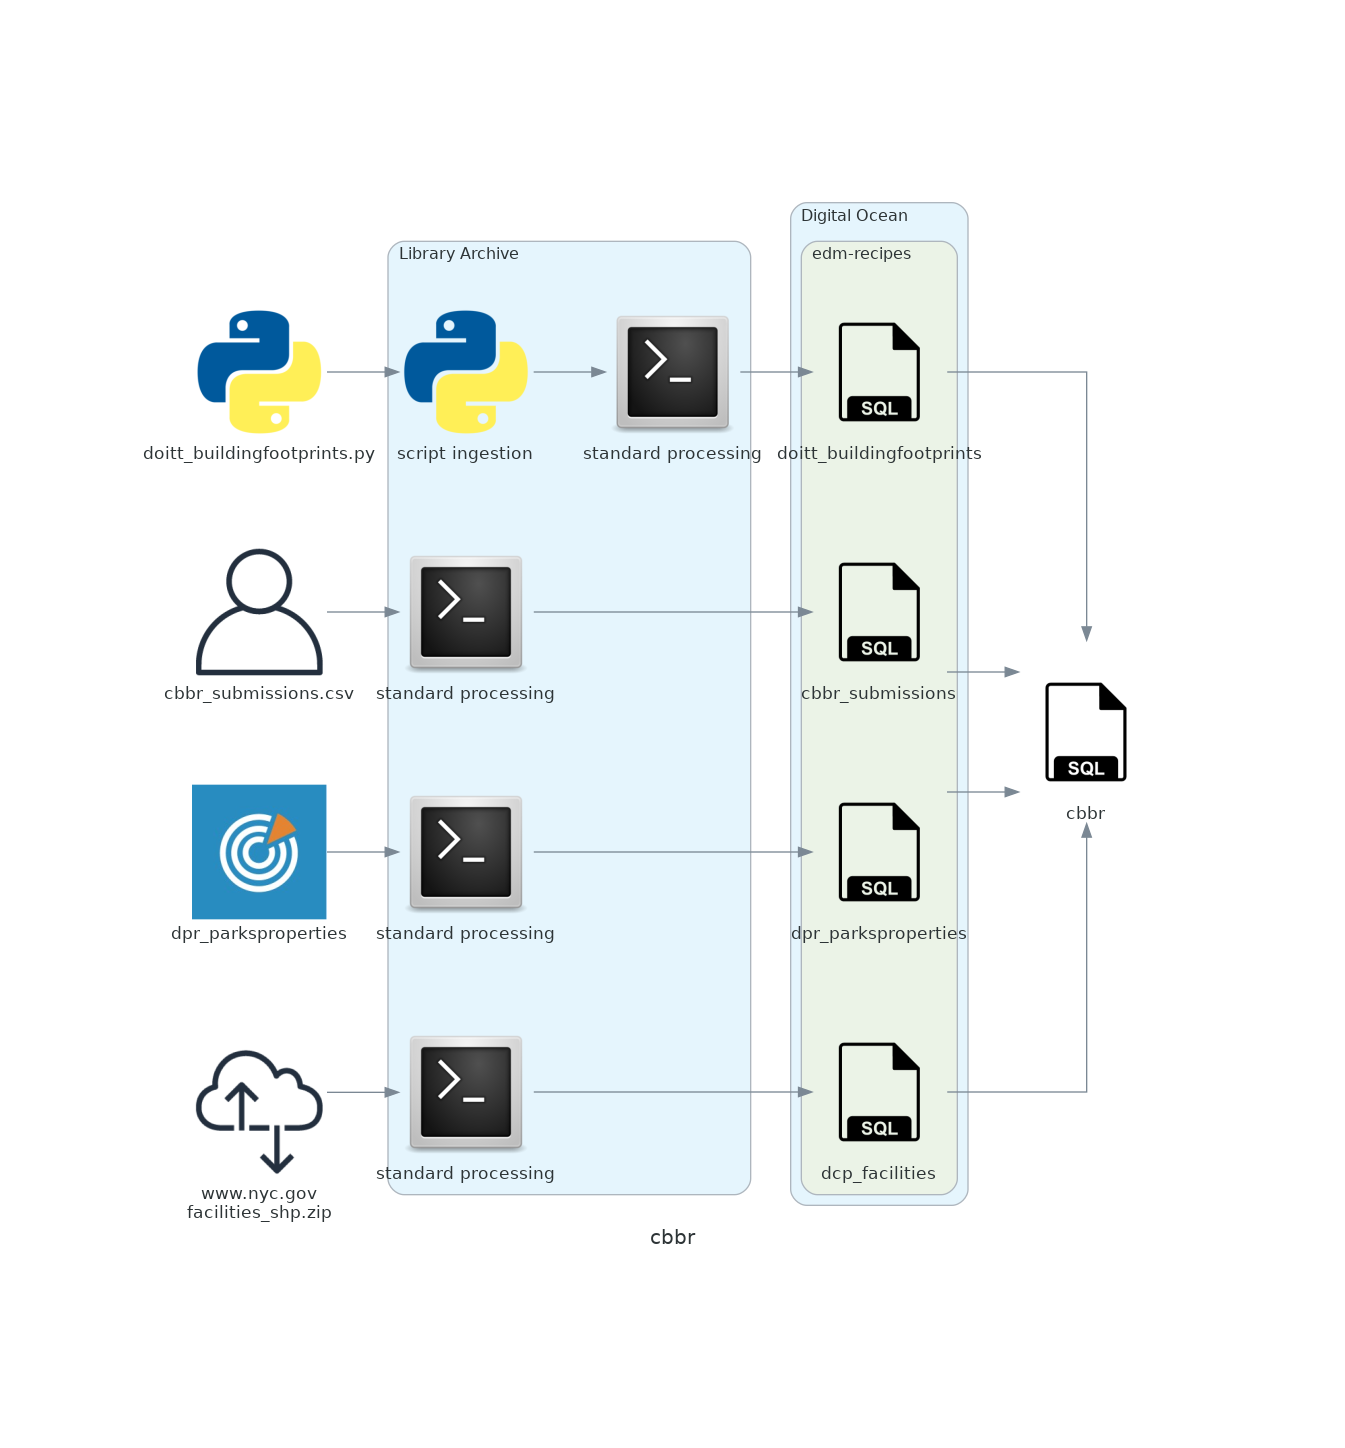 Digital Ocean
Library Archive
edm-recipes
SQL
doitt_buildingfootprints.py
script ingestion
standard processing
doitt_buildingfootprints
SQL
cbbr_submissions.csv
standard processing
cbbr_submissions
SQL
cbbr
SQL
dpr_parksproperties
standard processing
dpr_parksproperties
SQL
standard processing
dcp_facilities
www.nyc.gov
facilities_shp.zip
cbbr